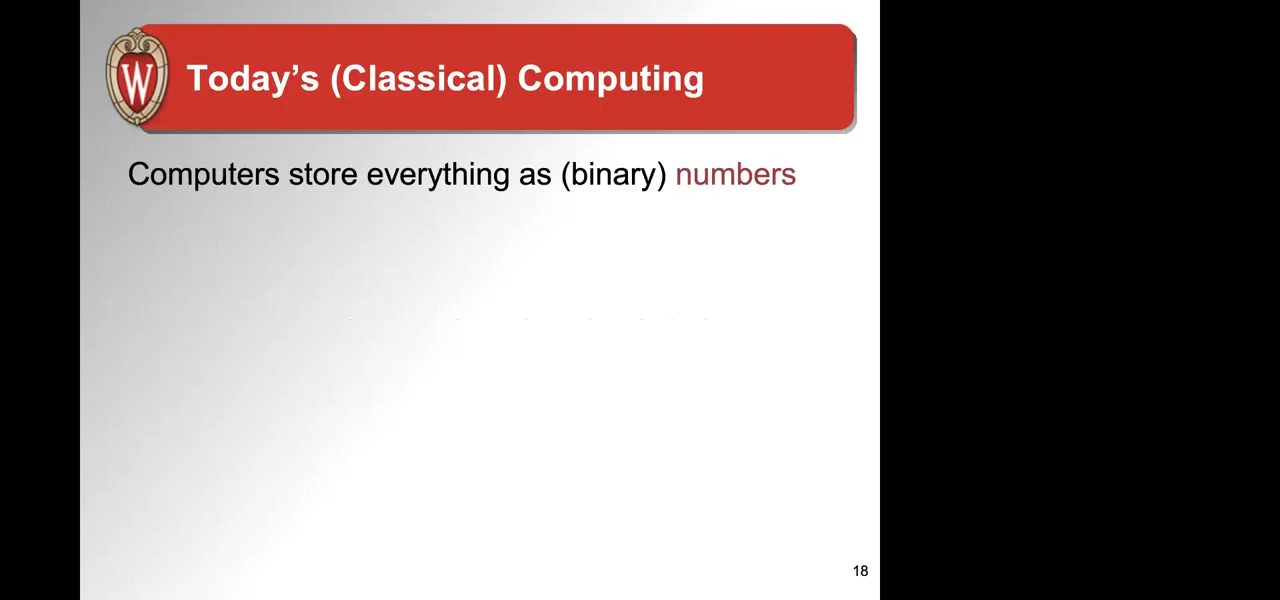 W
Today's (Classical) Computing
Computers store everything as (binary) numbers
18